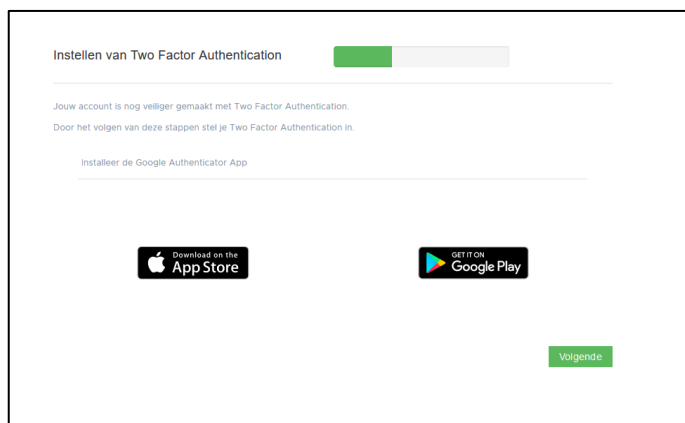 Instellen van Two Factor Authentication
Jouw account is nog veiliger gemaakt met Two Factor Authentication.
Door het volgen van deze stappen stel je Two Factor Authentication in.
Installeer de Google Authenticator App
Download on the
App Store
GET IT ON
Google Play
Volgende